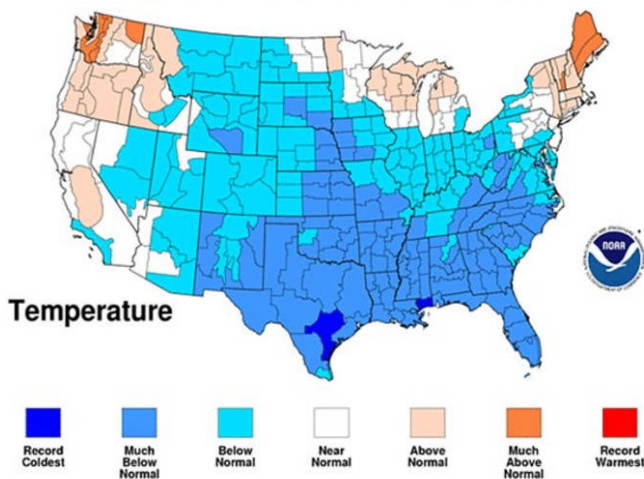 NOAA
Temperature
Record
Coldest
Much
Below
Normal
Below
Normal
Near
Normal
Above
Normal
Much
Above
Normal
Record
Warmest